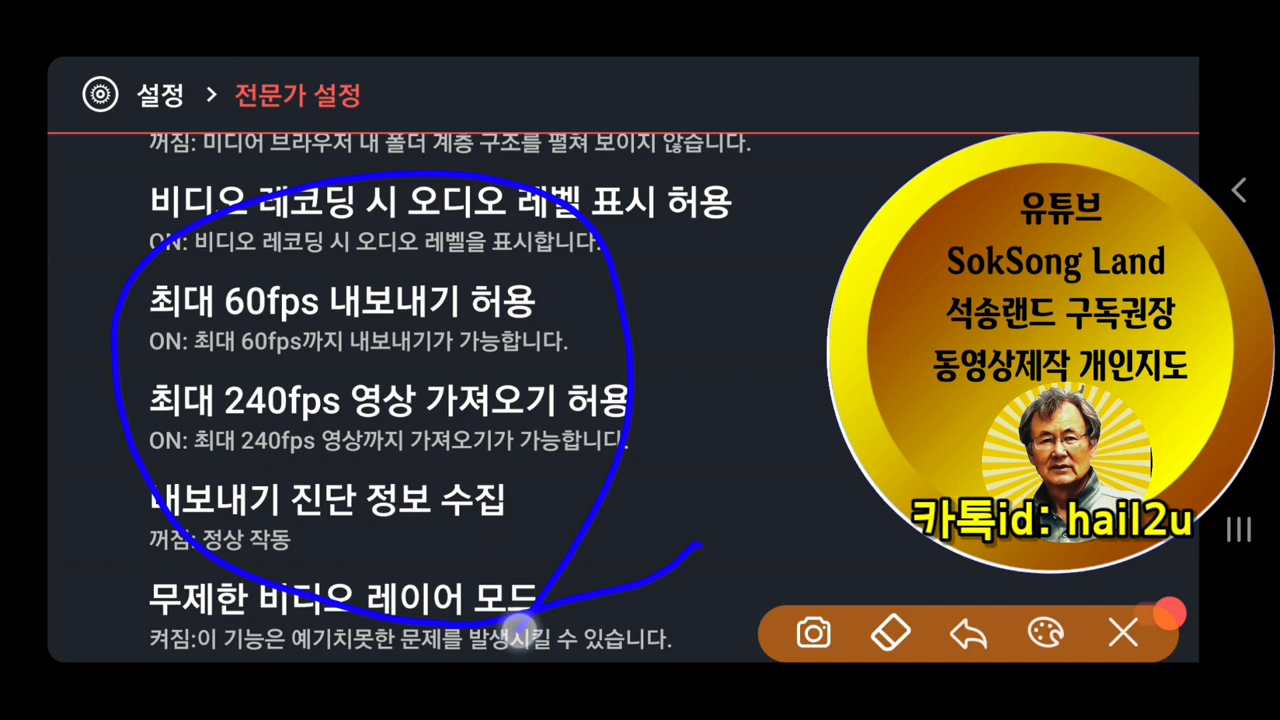 설정 > 전문가 설정
꺼짐: 미디어 브라우저 내 폴더 계층 구조를 펼쳐 보이지 않습니다.
비디오 레코딩 시 오디오 레벨 표시 허용
ON: 비디오 레코딩 시 오디오 레벨을 표시합니다.
최대 60fps 내보내기 허용
ON: 최대 60fps까지 내보내기가 가능합니다.
최대 240fps 영상 가져오기 허용
ON: 최대 240fps 영상까지 가져오기가 가능합니다.
내보내기 진단 정보 수집
꺼짐: 정상 작동
무제한 비디오 레이어 모드
켜짐:이 기능은 예기치못한 문제를 발생시킬 수 있습니다.
유튜브
SokSong Land
석송랜드 구독권장
동영상제작 개인지도
카톡id: hail2u